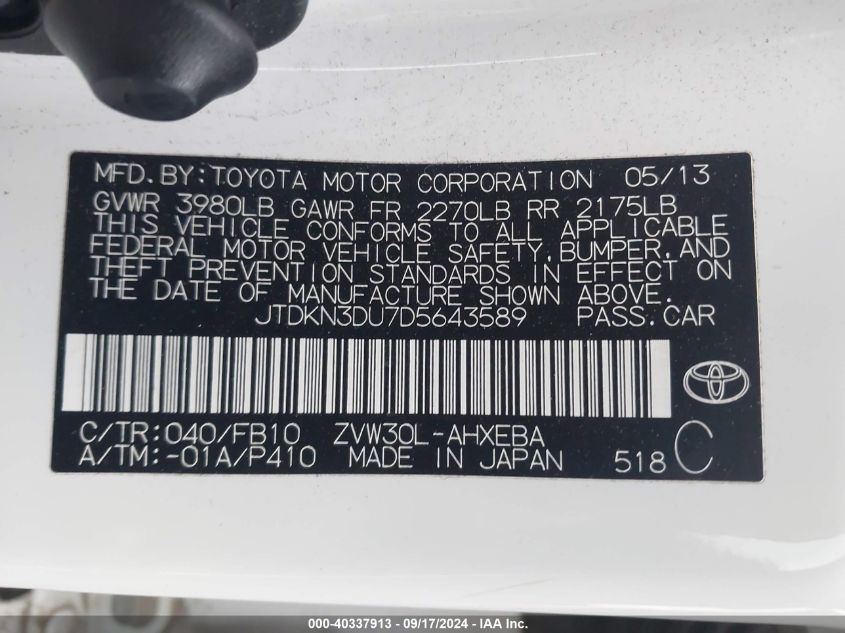 MFD.BY:TOYOTA MOTOR CORPORATION 05/13
GVWR 3980LB GAWR FR 2270LB RR 2175LB
THIS VEHICLE CONFORMS TO ALL APPLICABLE
FEDERAL MOTOR VEHICLE SAFETY,BUMPER,AND
THEFT PREVENTION STANDARDS IN EFFECT ON
THE DATE OF MANUFACTURE SHOWN ABOVE.
JTDKN3DU7D5643589 PASS.CAR
C/TR:040/FB10 ZVW30L-AHXEBA
A/TM:-01A/P410 MADE IN JAPAN 518 C
000-40337913 - 09/17/2024 - IAA Inc.